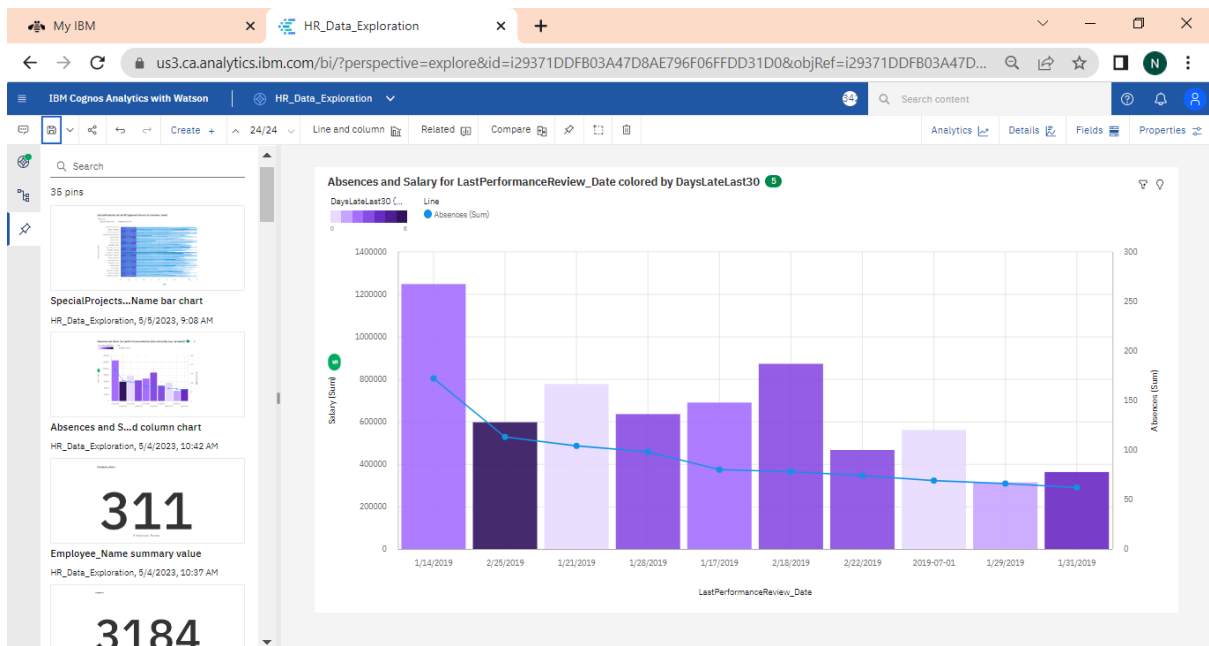 My IBM
HR_Data_Exploration
us3.ca.analytics.ibm.com/bi/?perspective=explore&id=i29371DDFB03A47D8AE796F06FFDD31D0&objRef=i29371DDFB03A47D...
N
IBM Cognos Analytics with Watson
HR_Data_Exploration
Search content
Create
24/24
Line and column
Related
Compare
Analytics
Details
Fields
Properties
Search
35 pins
SpecialProjects...Name bar chart
HR_Data_Exploration, 5/5/2023, 9:08 AM
Absences and S...d column chart
HR_Data_Exploration, 5/4/2023, 10:42 AM
311
Employee_Name summary value
HR_Data_Exploration, 5/4/2023, 10:37 AM
3184
Absences and Salary for LastPerformanceReview_Date colored by DaysLateLast30 5
DaysLateLast30 (...
Line
0
8
Absences (Sum)
Salary (Sum)
1400000
1200000
1000000
800000
600000
400000
200000
0
300
250
200
150
100
50
0
Absences (Sum)
1/14/2019
2/25/2019
1/21/2019
1/28/2019
1/17/2019
2/18/2019
2/22/2019
2019-07-01
1/29/2019
1/31/2019
LastPerformanceReview_Date